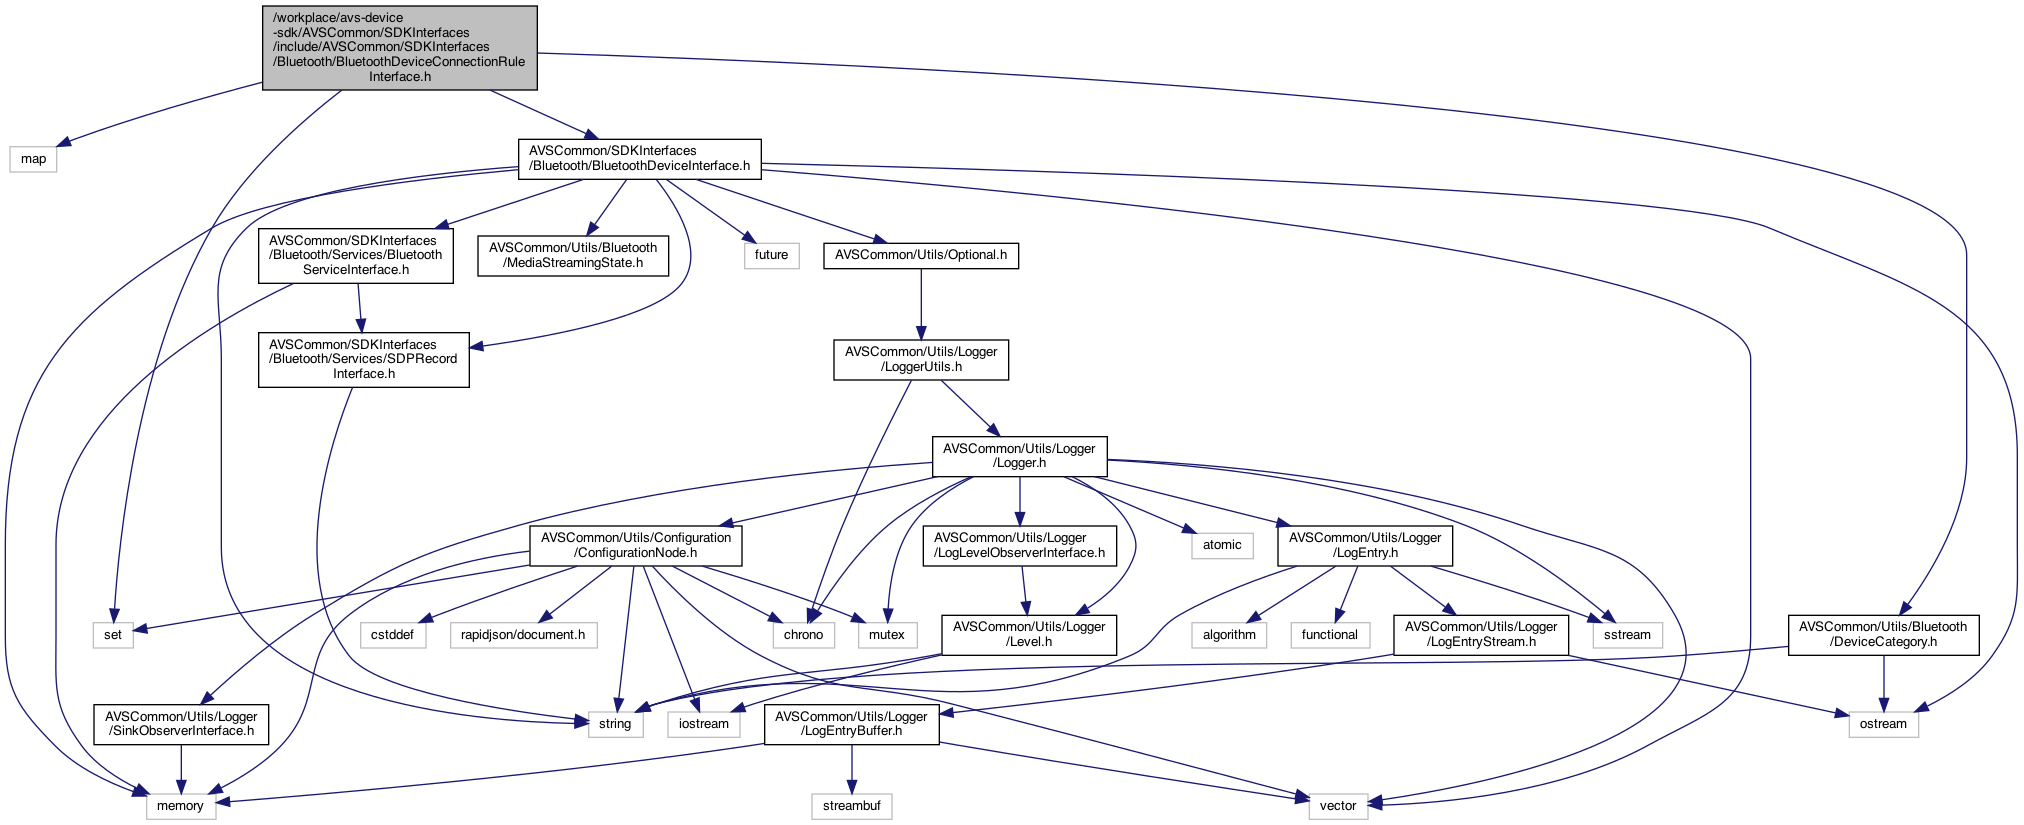 /workplace/avs-device
-sdk/AVSCommon/SDKInterfaces
/include/AVSCommon/SDKInterfaces
/Bluetooth/BluetoothDeviceConnectionRule
Interface.h
map
AVSCommon/SDKInterfaces
/Bluetooth/BluetoothDeviceInterface.h
AVSCommon/SDKInterfaces
/Bluetooth/Services/Bluetooth
ServiceInterface.h
AVSCommon/Utils/Bluetooth
/MediaStreamingState.h
future
AVSCommon/Utils/Optional.h
AVSCommon/SDKInterfaces
/Bluetooth/Services/SDPRecord
Interface.h
AVSCommon/Utils/Logger
/LoggerUtils.h
AVSCommon/Utils/Logger
/Logger.h
AVSCommon/Utils/Configuration
/ConfigurationNode.h
AVSCommon/Utils/Logger
/LogLevelObserverInterface.h
atomic
AVSCommon/Utils/Logger
/LogEntry.h
set
cstddef
rapidjson/document.h
chrono
mutex
AVSCommon/Utils/Logger
/Level.h
algorithm
functional
AVSCommon/Utils/Logger
/LogEntryStream.h
sstream
AVSCommon/Utils/Bluetooth
/DeviceCategory.h
AVSCommon/Utils/Logger
/SinkObserverInterface.h
string
iostream
AVSCommon/Utils/Logger
/LogEntryBuffer.h
ostream
memory
streambuf
vector